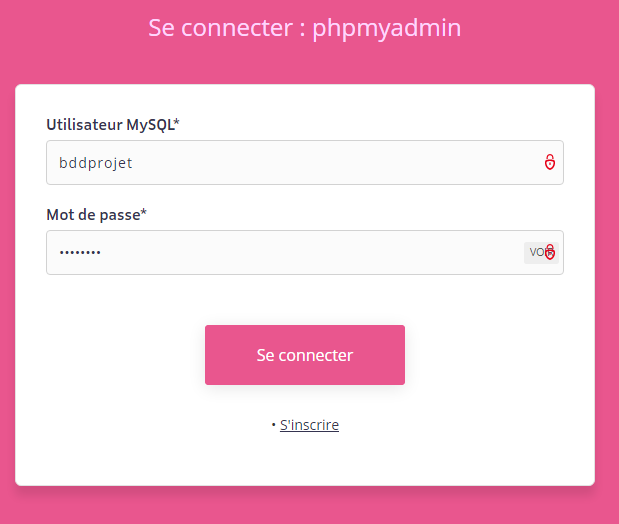 Se connecter : phpmyadmin
Utilisateur MySQL*
bddprojet
Mot de passe*
••••••••
Se connecter
• S'inscrire